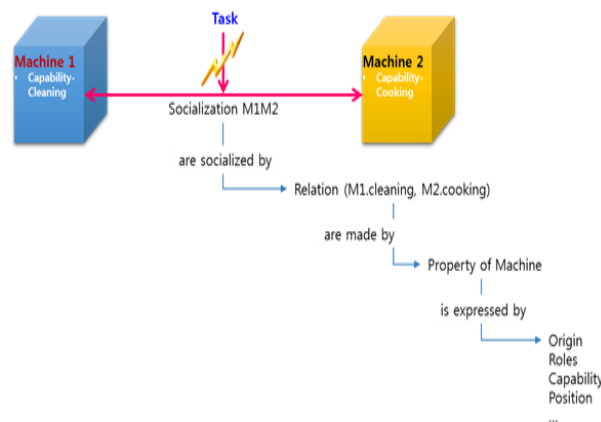 Task
Machine 1
• Capability-
Cleaning
Machine 2
• Capability-
Cooking
Socialization M1M2
are socialized by
Relation (M1.cleaning, M2.cooking)
are made by
Property of Machine
is expressed by
Origin
Roles
Capability
Position
...